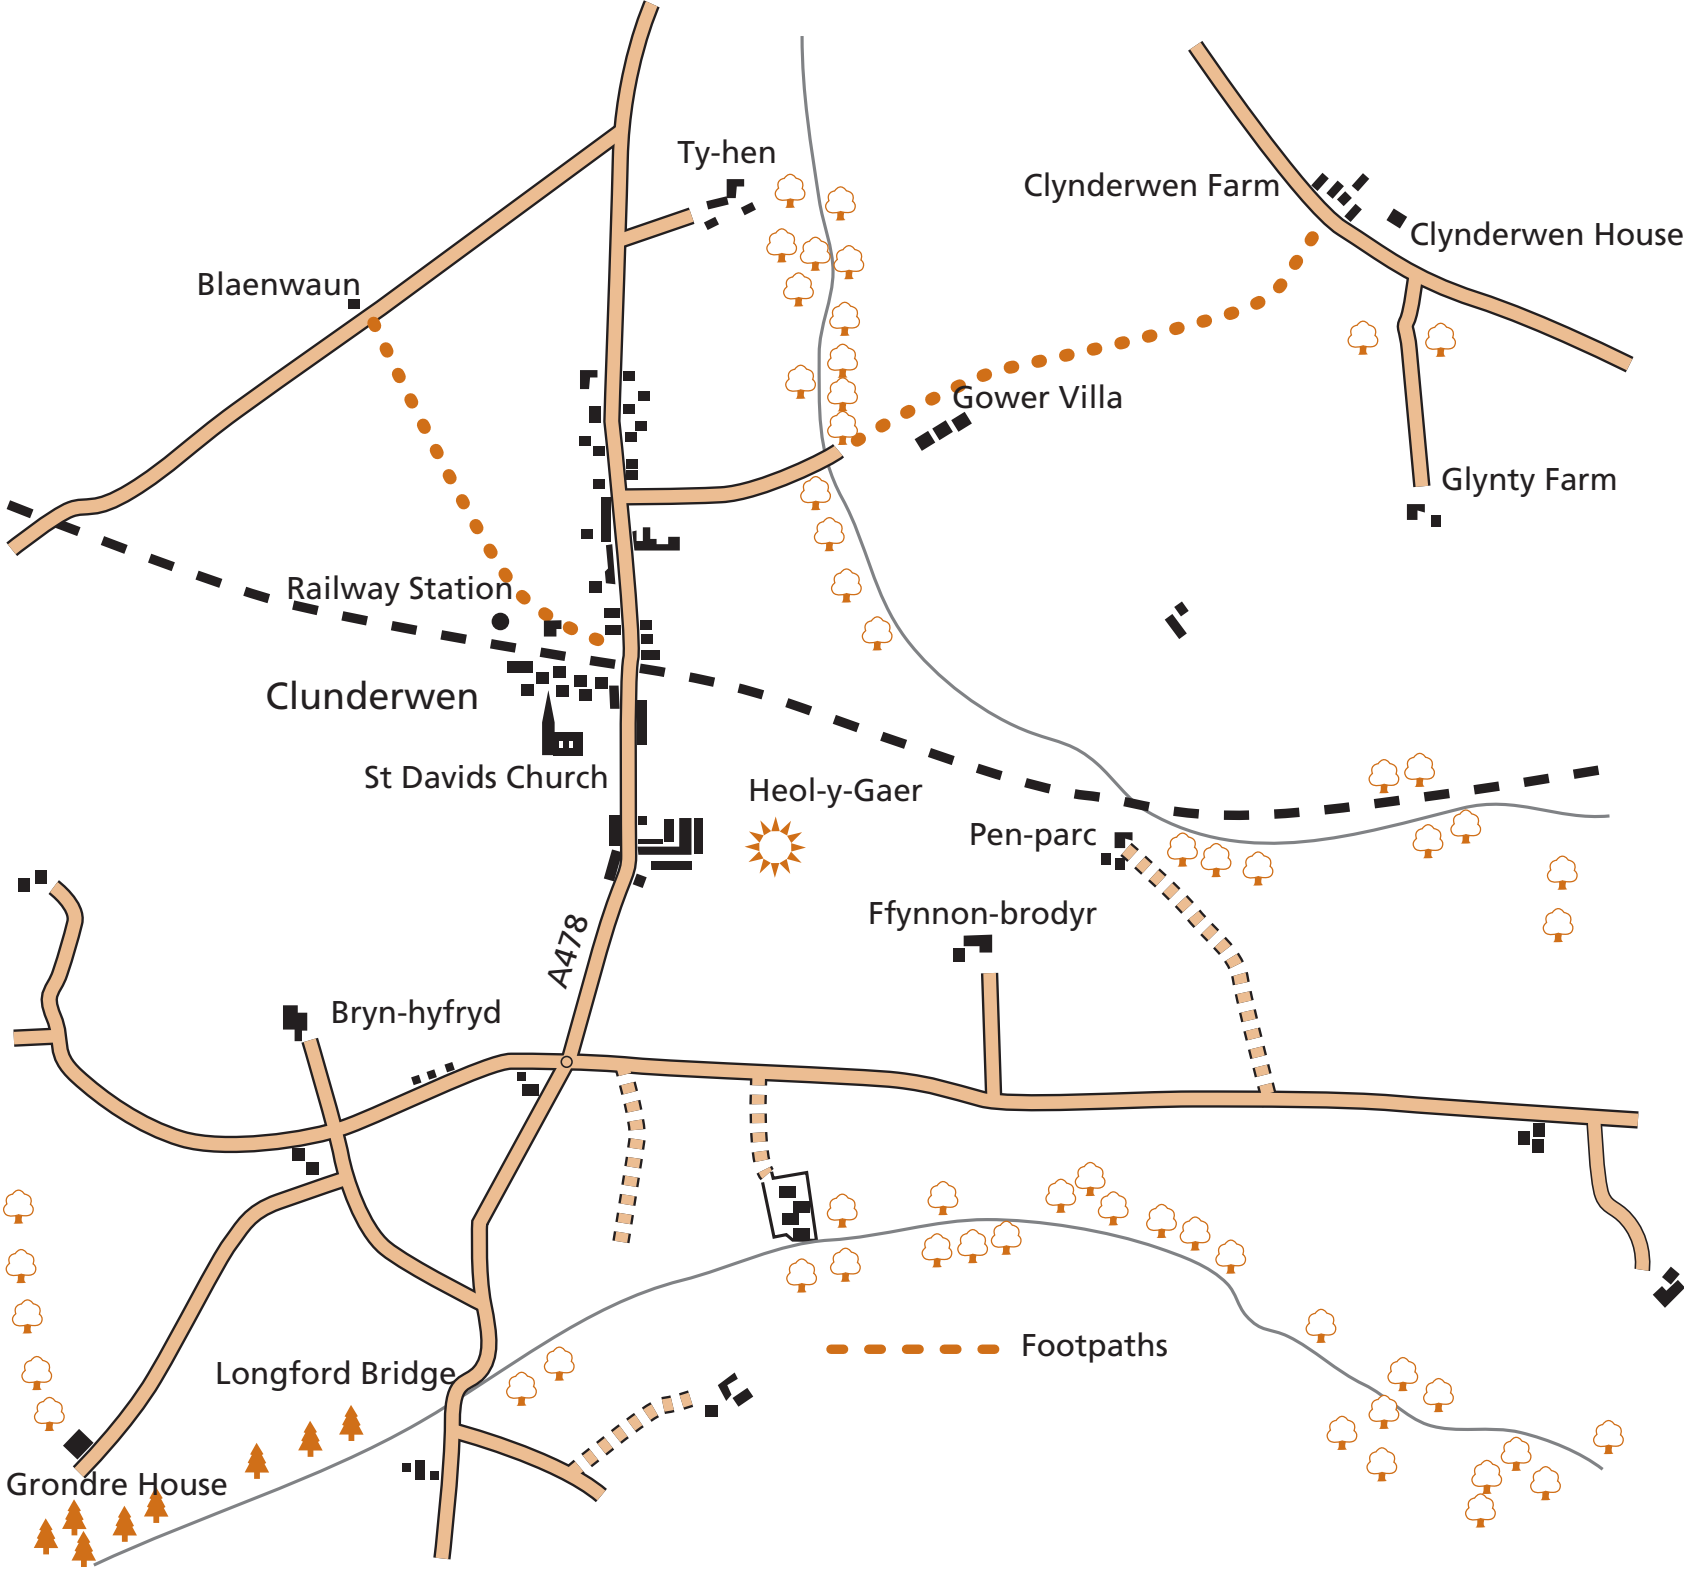 Ty-hen
Clynderwen Farm
Clynderwen House
Blaenwaun
Gower Villa
Glynty Farm
Railway Station
Clunderwen
St Davids Church
Heol-y-Gaer
Pen-parc
Ffynnon-brodyr
A478
Bryn-hyfryd
Footpaths
Longford Bridge
Grondre House